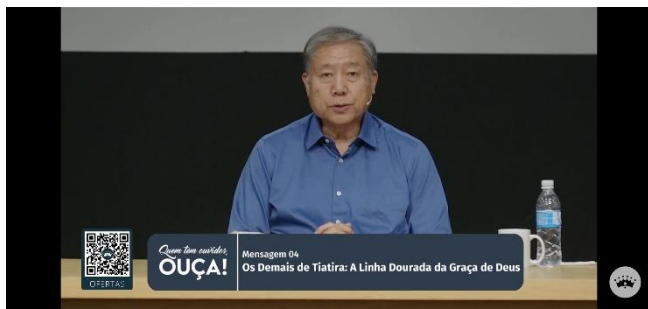 OFERTAS
Quem tem ouvidos,
OUÇA!
Mensagem 04
Os Demais de Tiatira: A Linha Dourada da Graça de Deus